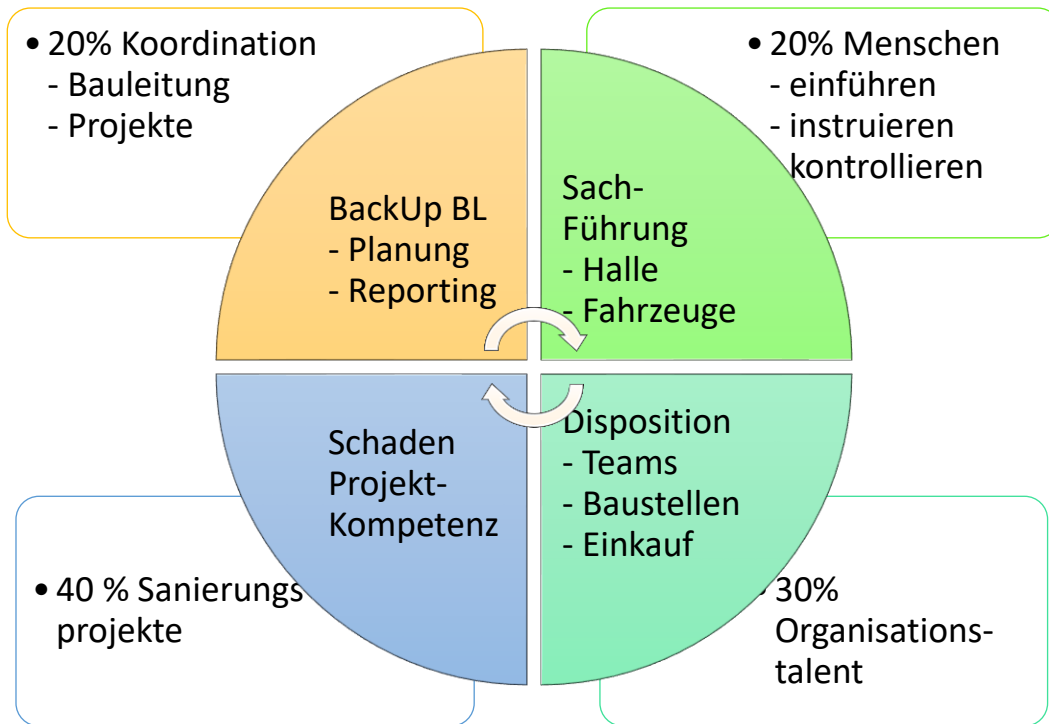 • 20% Koordination
- Bauleitung
- Projekte
• 20% Menschen
- einführen
- instruieren
kontrollieren
BackUp BL
- Planung
- Reporting
Sach-
Führung
- Halle
- Fahrzeuge
Schaden
Projekt-
Kompetenz
Disposition
- Teams
- Baustellen
- Einkauf
• 40 % Sanierungs
projekte
• 30%
Organisations-
talent